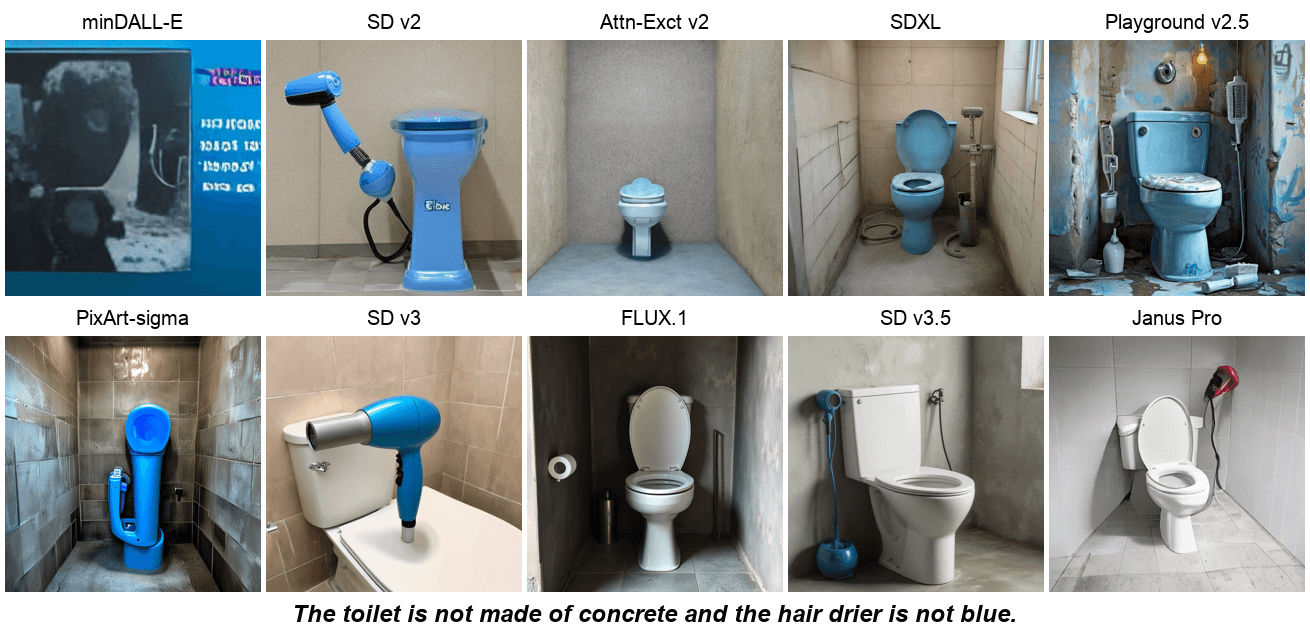 minDALL-E
SD v2
Attn-Exct v2
SDXL
Playground v2.5
PixArt-sigma
SD v3
FLUX.1
SD v3.5
Janus Pro
The toilet is not made of concrete and the hair drier is not blue.